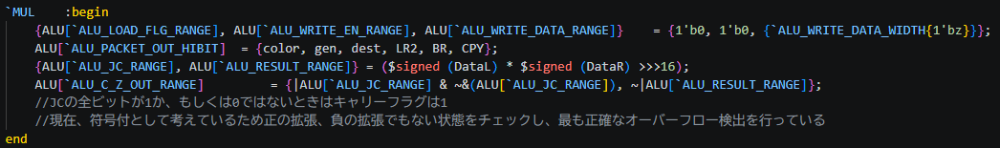 `MUL    :begin
    {ALU[`ALU_LOAD_FLG_RANGE], ALU[`ALU_WRITE_EN_RANGE], ALU[`ALU_WRITE_DATA_RANGE]}    = {1'b0, 1'b0, {`ALU_WRITE_DATA_WIDTH{1'bz}}};
    ALU[`ALU_PACKET_OUT_HIBIT]  = {color, gen, dest, LR2, BR, CPY};
    {ALU[`ALU_JC_RANGE], ALU[`ALU_RESULT_RANGE]} = ($signed (DataL) * $signed (DataR) >>>16);
    ALU[`ALU_C_Z_OUT_RANGE]         = {|ALU[`ALU_JC_RANGE] & ~&(ALU[`ALU_JC_RANGE]), ~|ALU[`ALU_RESULT_RANGE]};
    //JCの全ビットが1か、もしくは0ではないときはキャリーフラグは1
    //現在、符号付として考えているため正の拡張、負の拡張でもない状態をチェックし、最も正確なオーバーフロー検出を行っている
end